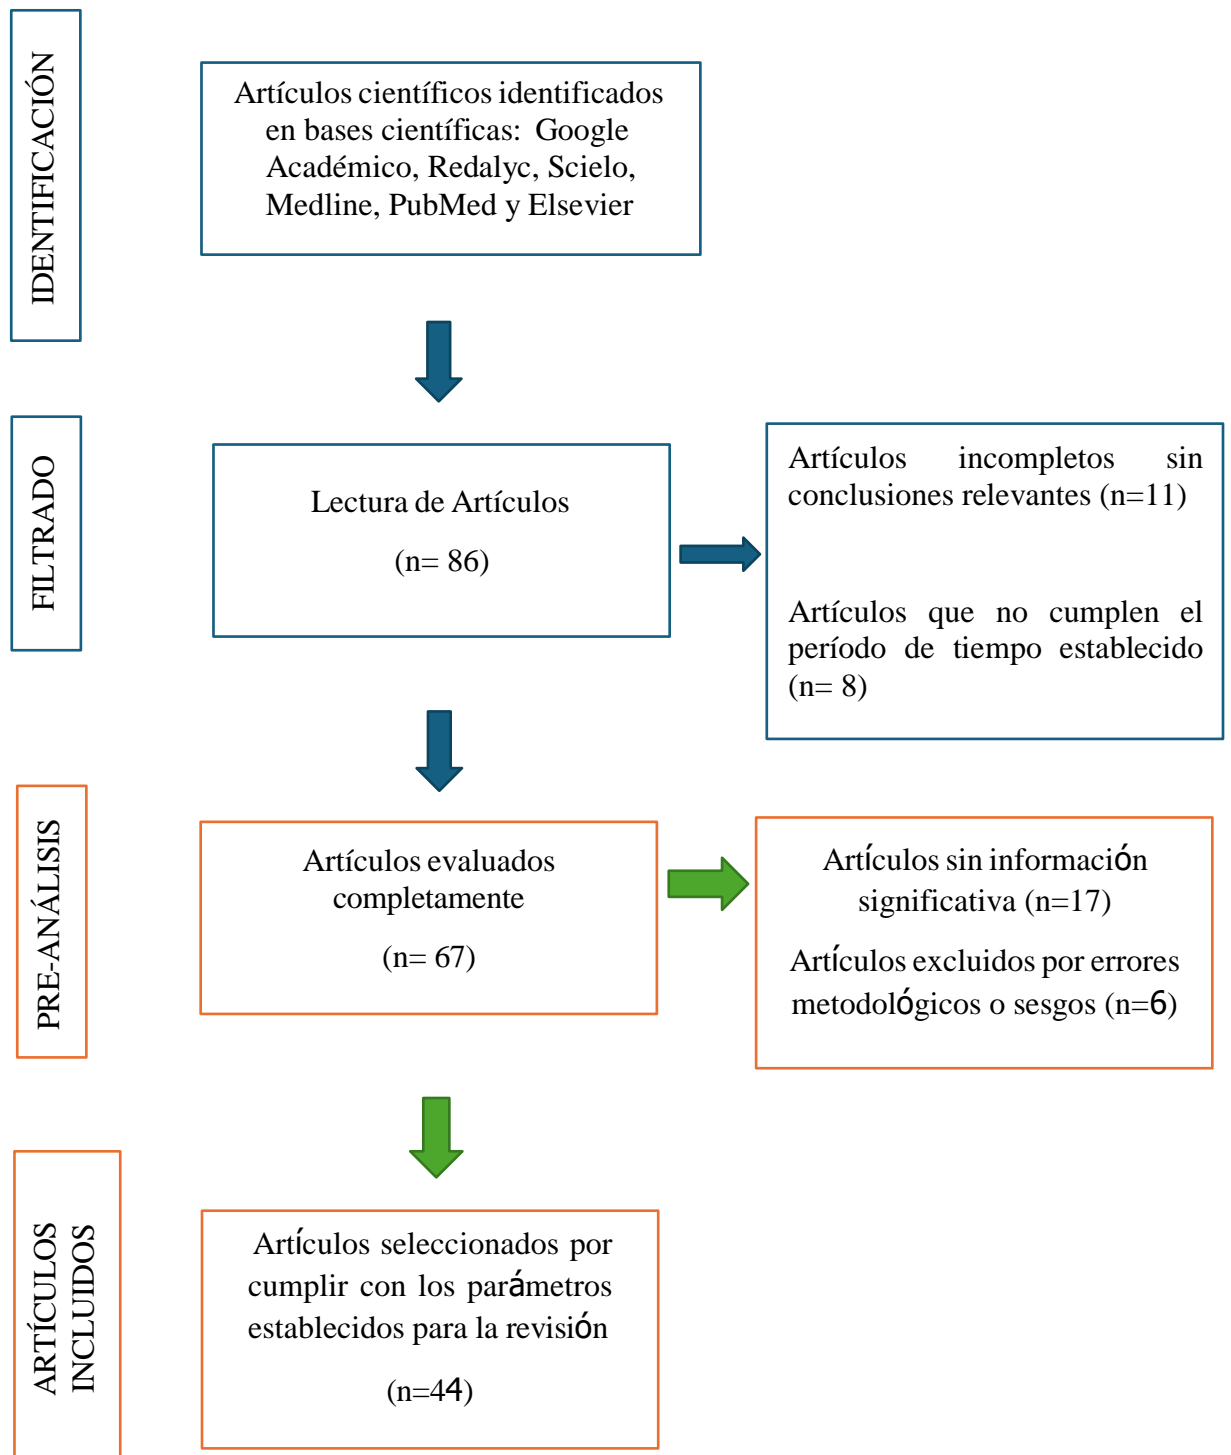 IDENTIFICACIÓN
Artículos científicos identificados
en bases científicas: Google
Académico, Redalyc, Scielo,
Medline, PubMed y Elsevier
FILTRADO
Lectura de Artículos
(n= 86)
Artículos incompletos sin
conclusiones relevantes (n=11)
Artículos que no cumplen el
período de tiempo establecido
(n= 8)
PRE-ANÁLISIS
Artículos evaluados
completamente
(n= 67)
Artículos sin información
significativa (n=17)
Artículos excluidos por errores
metodológicos o sesgos (n=6)
ARTÍCULOS
INCLUIDOS
Artículos seleccionados por
cumplir con los parámetros
establecidos para la revisión
(n=44)